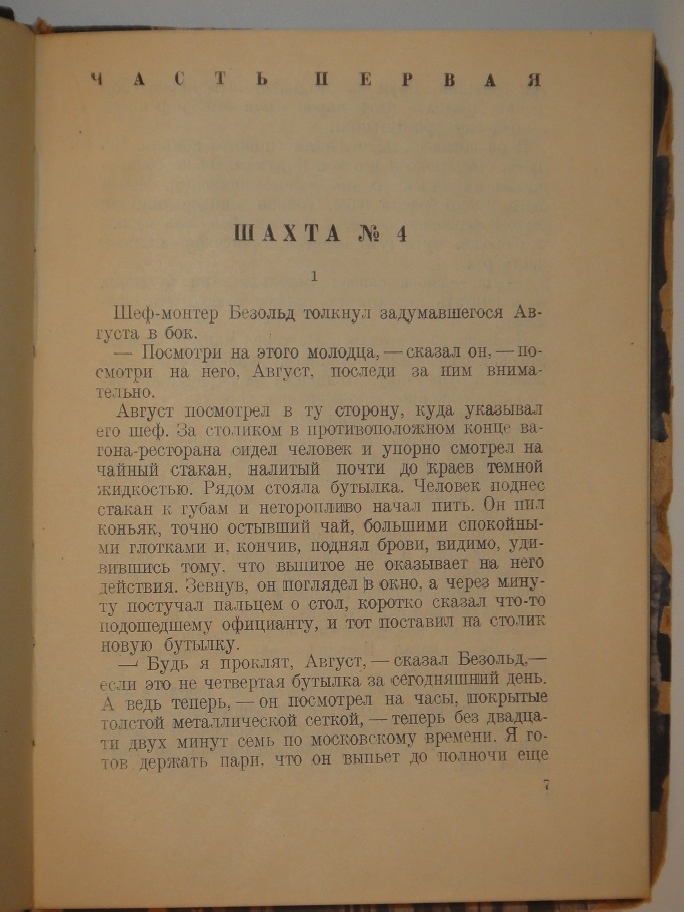 ЧАСТЬ ПЕРВАЯ
ШАХТА № 4
1
Шеф-монтер Безольд толкнул задумавшегося Ав-
густа в бок.
— Посмотри на этого молодца, — сказал он, — по-
смотри на него, Август, последи за ним внима-
тельно.
Август посмотрел в ту сторону, куда указывал
его шеф. За столиком в противоположном конце ва-
гона-ресторана сидел человек и упорно смотрел на
чайный стакан, налитый почти до краев темной
жидкостью. Рядом стояла бутылка. Человек поднес
стакан к губам и неторопливо начал пить. Он пил
коньяк, точно остывший чай, большими спокойны-
ми глотками и, кончив, поднял брови, видимо, уди-
вившись тому, что выпитое не оказывает на него
действия. Зевнув, он поглядел в окно, а через мину-
ту постучал пальцем о стол, коротко сказал что-то
подошедшему официанту, и тот поставил на столик
новую бутылку.
— Будь я проклят, Август, — сказал Безольд,—
если это не четвертая бутылка за сегодняшний день.
А ведь теперь, — он посмотрел на часы, покрытые
толстой металлической сеткой, — теперь без двадца-
ти двух минут семь по московскому времени. Я го-
тов держать пари, что он выпьет до полночи еще
7